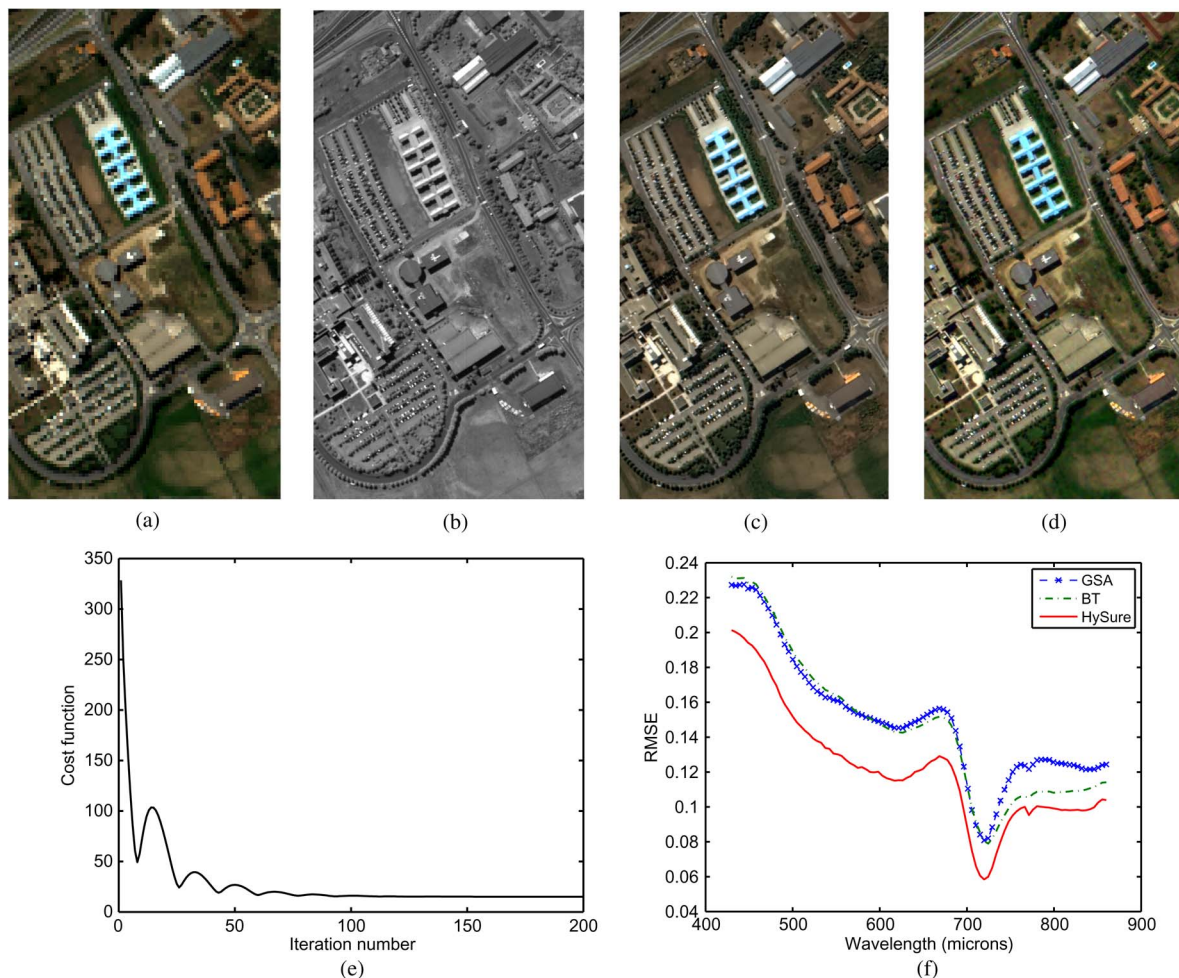 (a)
(b)
(c)
(d)
350
300
250
200
150
100
50
0
Cost function
0
50
100
150
200
Iteration number
(e)
0.24
0.22
0.2
0.18
0.16
0.14
0.12
0.1
0.08
0.06
0.04
RMSE
GSA
BT
HySure
400
500
600
700
800
900
Wavelength (microns)
(f)